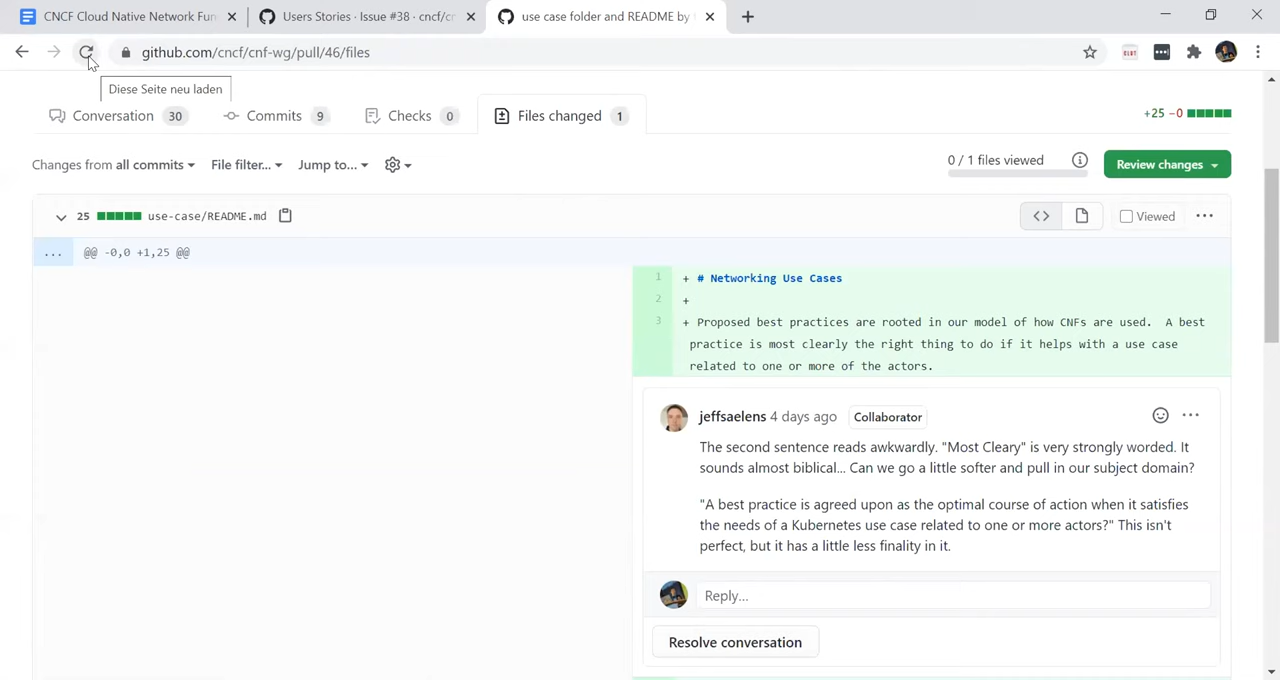 CNCF Cloud Native Network Fun
Users Stories · Issue #38 · cncf/cn
use case folder and README by
github.com/cncf/cnf-wg/pull/46/files
Diese Seite neu laden
Conversation 30
Commits 9
Checks 0
Files changed 1
+25 −0
Changes from all commits
File filter...
Jump to...
0 / 1 files viewed
Review changes
25 use-case/README.md
Viewed
...
@@ -0,0 +1,25 @@
1 + # Networking Use Cases
2 +
3 + Proposed best practices are rooted in our model of how CNFs are used. A best
practice is most clearly the right thing to do if it helps with a use case
related to one or more of the actors.
jeffsaelens 4 days ago Collaborator
The second sentence reads awkwardly. "Most Cleary" is very strongly worded. It
sounds almost biblical... Can we go a little softer and pull in our subject domain?
"A best practice is agreed upon as the optimal course of action when it satisfies
the needs of a Kubernetes use case related to one or more actors?" This isn't
perfect, but it has a little less finality in it.
Reply...
Resolve conversation